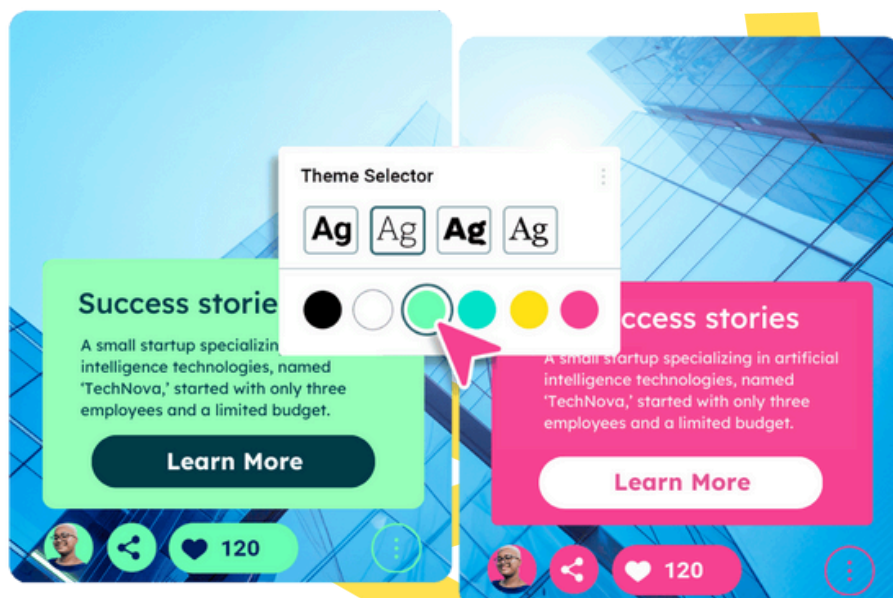 Theme Selector
Ag Ag Ag Ag
Success storie
A small startup specializin
intelligence technologies, named
‘TechNova,’ started with only three
employees and a limited budget.
Learn More
120
ccess stories
A small startup specializing in artificial
intelligence technologies, named
‘TechNova,’ started with only three
employees and a limited budget.
Learn More
120